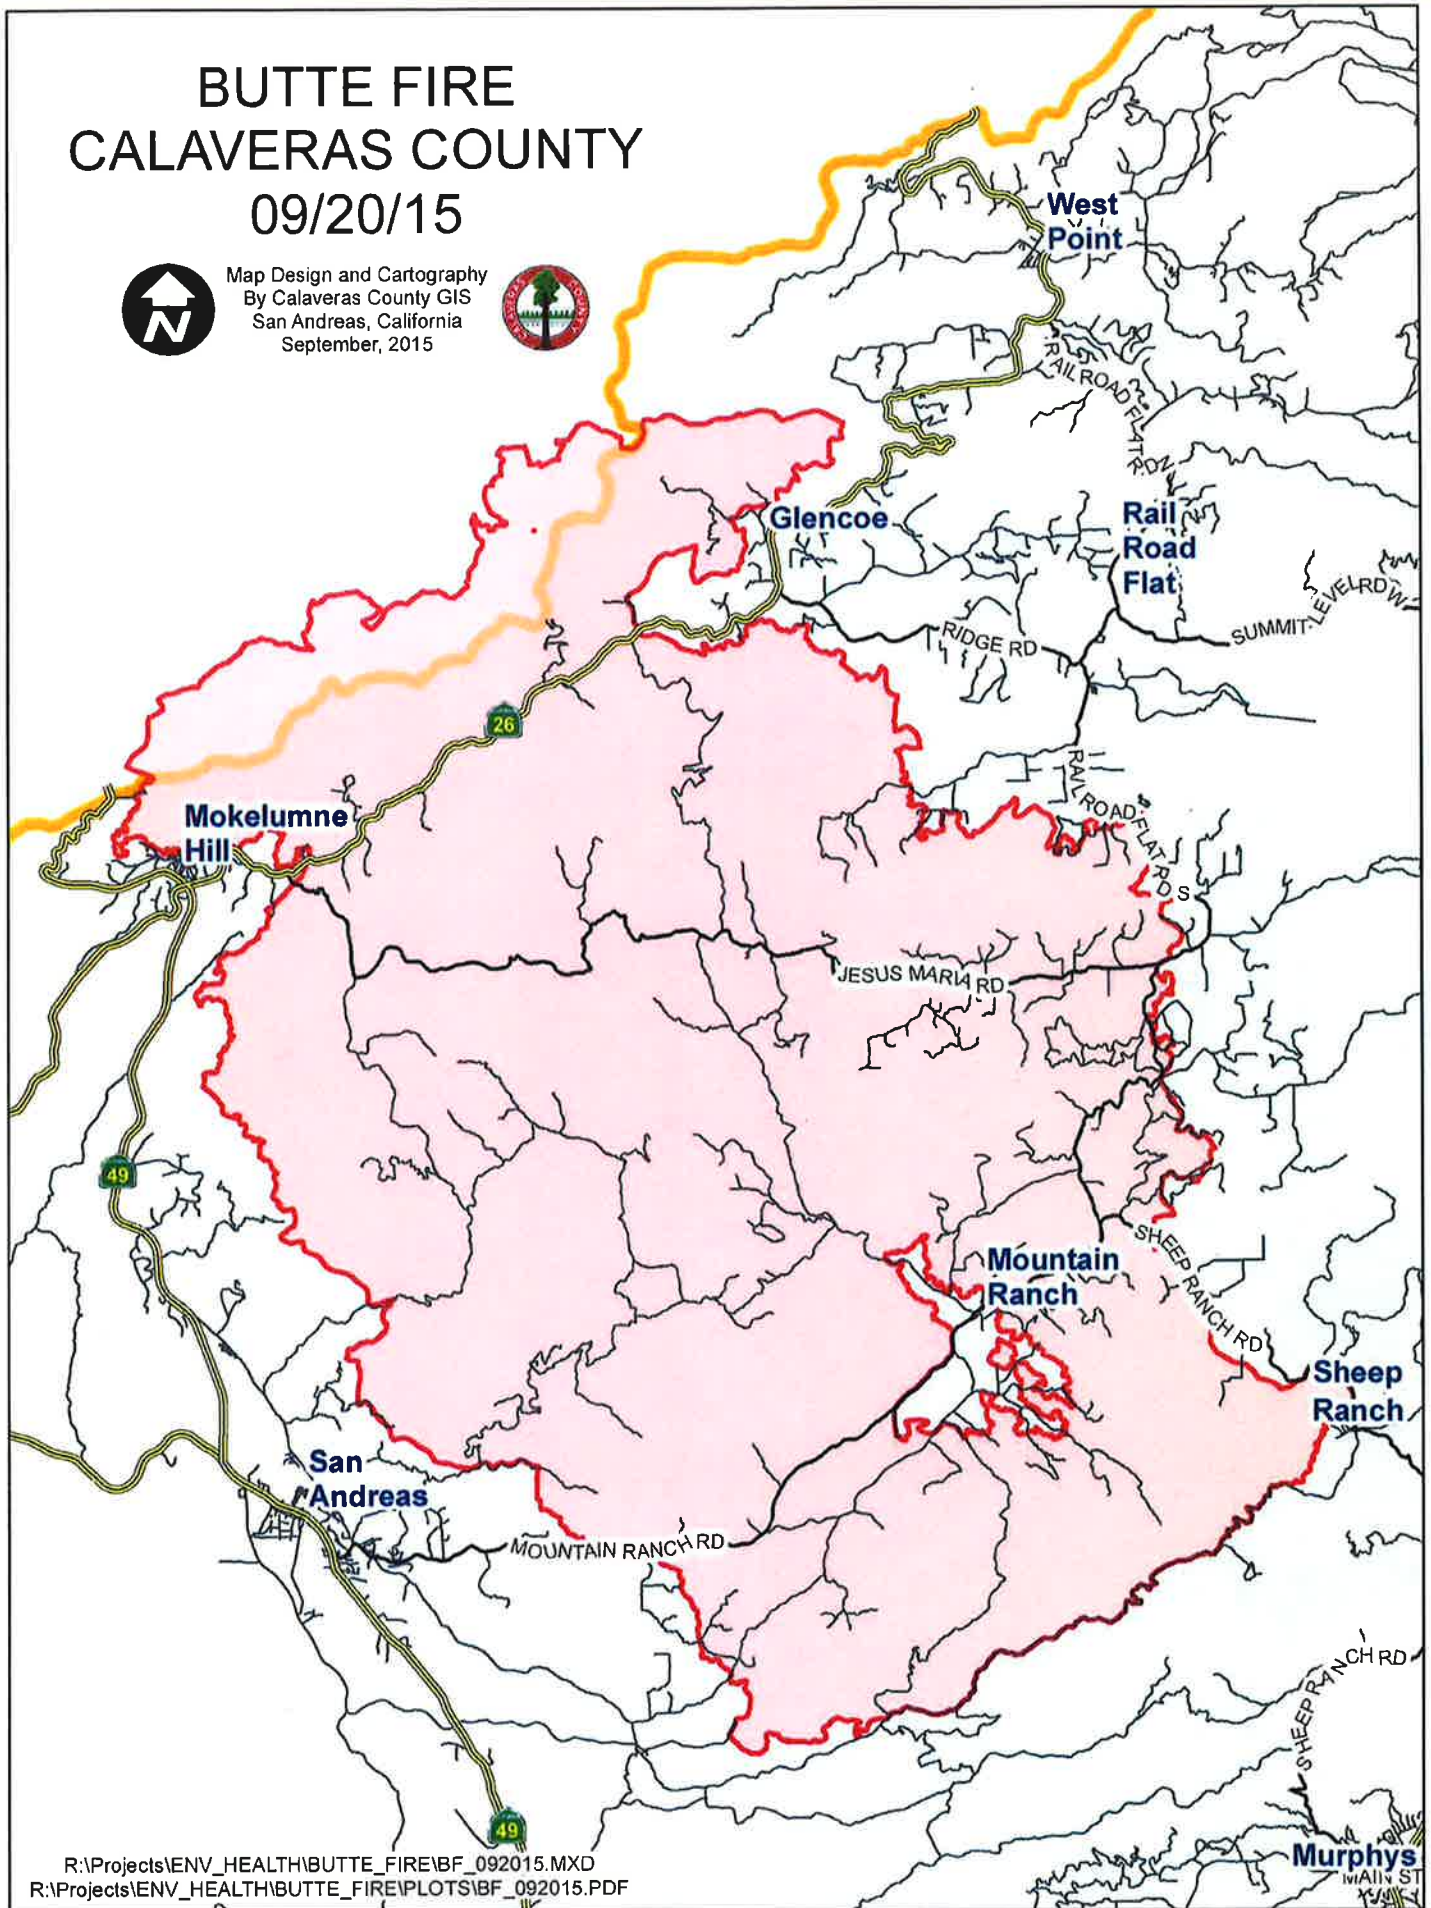 BUTTE FIRE
CALAVERAS COUNTY
09/20/15
N
Map Design and Cartography
By Calaveras County GIS
San Andreas, California
September, 2015
CALAVERAS COUNTY
West
Point
RAILROAD FLAT RD N
Glencoe
Rail
Road
Flat
SUMMIT LEVEL RD W
RIDGE RD
26
RAILROAD FLAT RD S
Mokelumne
Hill
JESUS MARIA RD
49
SHEEP RANCH RD
Mountain
Ranch
Sheep
Ranch
San
Andreas
MOUNTAIN RANCH RD
SHEEP RANCH RD
49
Murphys
MAIN ST
R:\Projects\ENV_HEALTH\BUTTE_FIRE\BF_092015.MXD
R:\Projects\ENV_HEALTH\BUTTE_FIRE\PLOTS\BF_092015.PDF